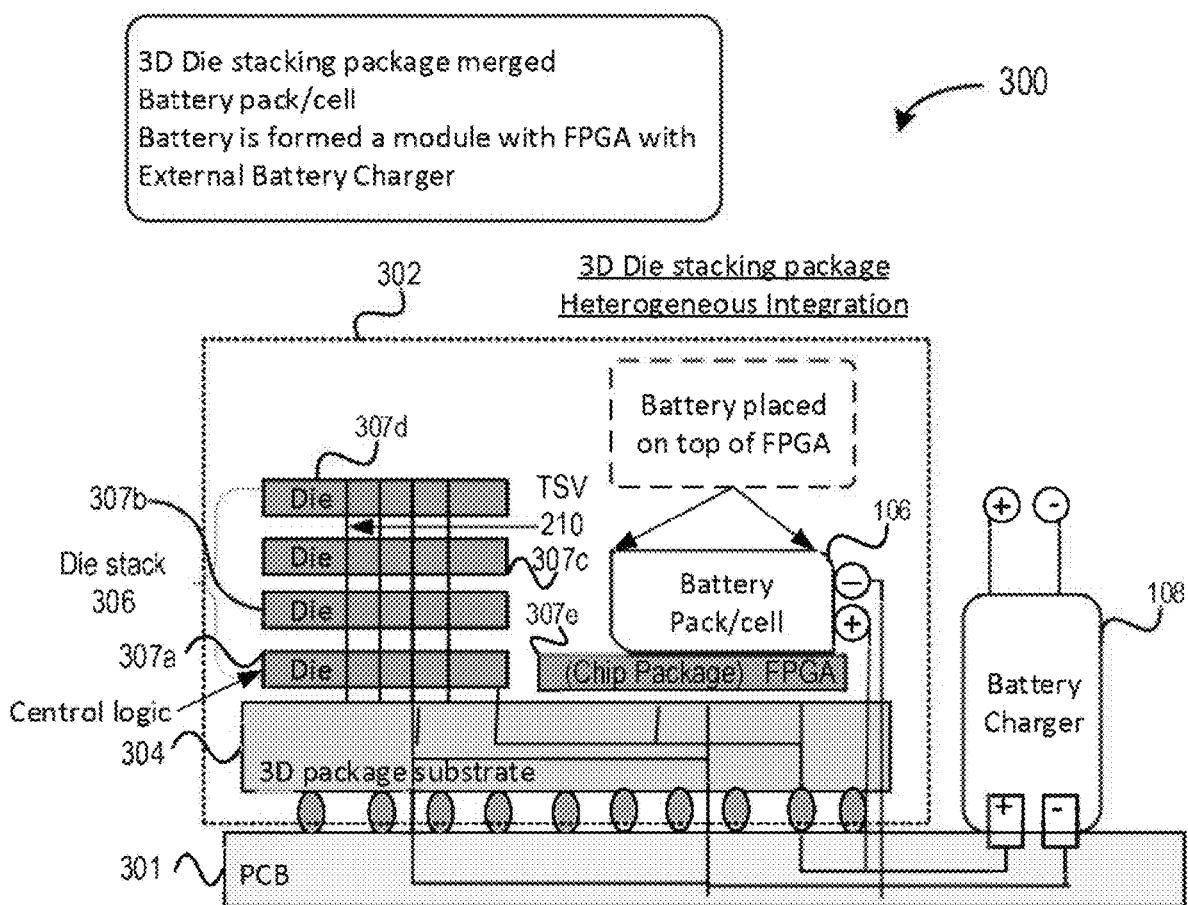 3D Die stacking package merged
Battery pack/cell
Battery is formed a module with FPGA with
External Battery Charger
300
302
3D Die stacking package
Heterogeneous Integration
Battery placed
on top of FPGA
307d
307b
Die
TSV
210
106
+ -
Die
307c
Die stack
306
Battery
Pack/cell
−
+
Die
307e
108
307a
Die
(Chip Package) FPGA
Battery
Charger
Central logic
304
3D package substrate
+ -
301
PCB